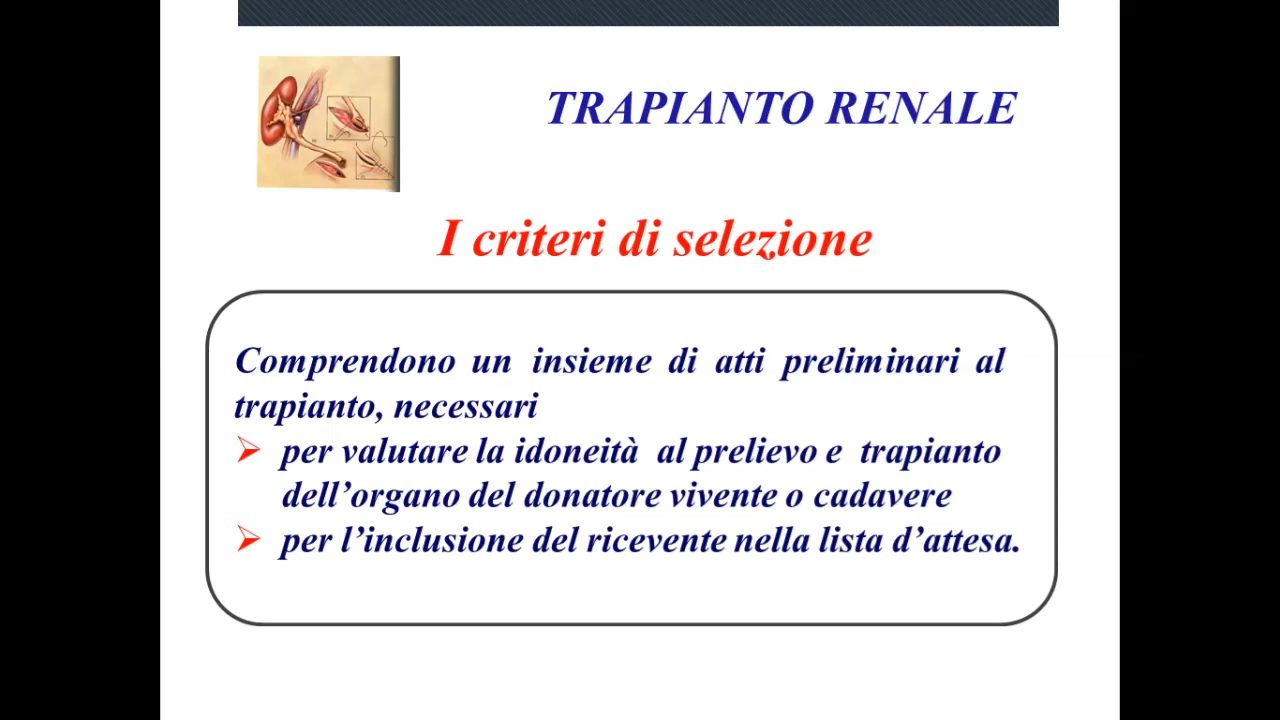 TRAPIANTO RENALE
I criteri di selezione
Comprendono un insieme di atti preliminari al
trapianto, necessari
per valutare la idoneità al prelievo e trapianto
dell’organo del donatore vivente o cadavere
per l’inclusione del ricevente nella lista d’attesa.